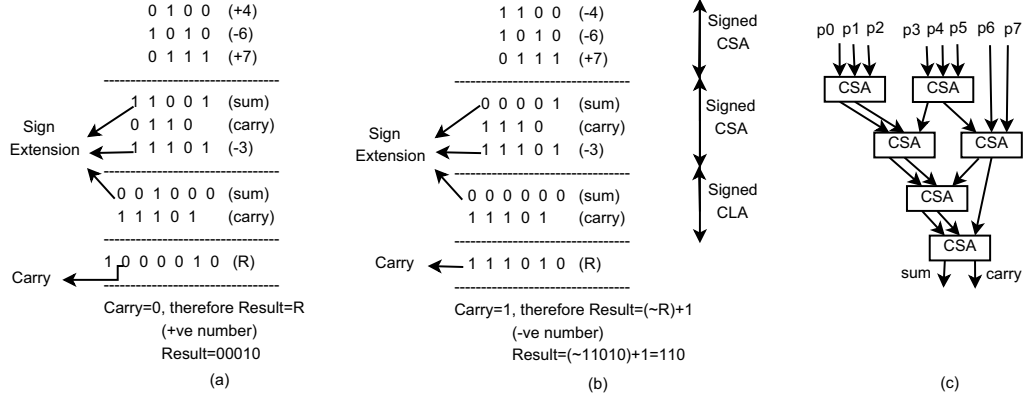 0 1 0 0 (+4)
1 0 1 0 (-6)
0 1 1 1 (+7)
1 1 0 0 1 (sum)
0 1 1 0 (carry)
1 1 1 0 1 (-3)
Sign
Extension
0 0 1 0 0 0 (sum)
1 1 1 0 1 (carry)
1 0 0 0 0 1 0 (R)
Carry
Carry=0, therefore Result=R
(+ve number)
Result=00010
(a)
1 1 0 0 (-4)
1 0 1 0 (-6)
0 1 1 1 (+7)
0 0 0 0 1 (sum)
1 1 1 0 (carry)
1 1 1 0 1 (-3)
Sign
Extension
0 0 0 0 0 0 (sum)
1 1 1 0 1 (carry)
Carry
1 1 1 0 1 0 (R)
Carry=1, therefore Result=(~R)+1
(-ve number)
Result=(~11010)+1=110
(b)
Signed
CSA
Signed
CSA
Signed
CLA
p0 p1 p2 p3 p4 p5 p6 p7
CSA CSA
CSA CSA
CSA
CSA
sum carry
(c)